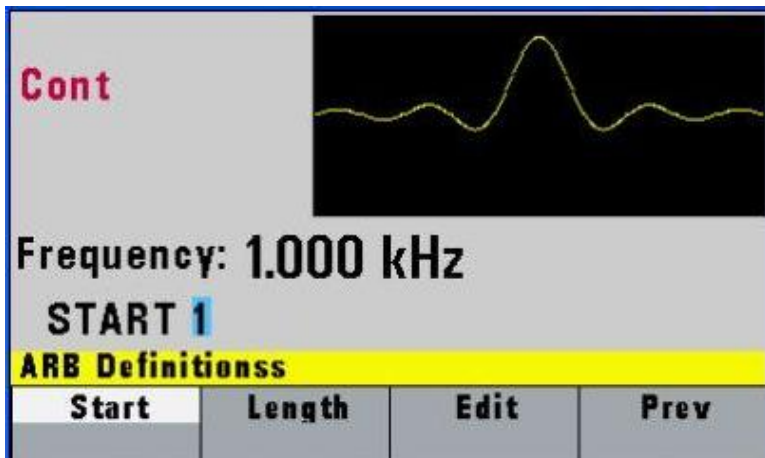 Cont
Frequency: 1.000 kHz
START 1
ARB Definitionss
Start Length Edit Prev